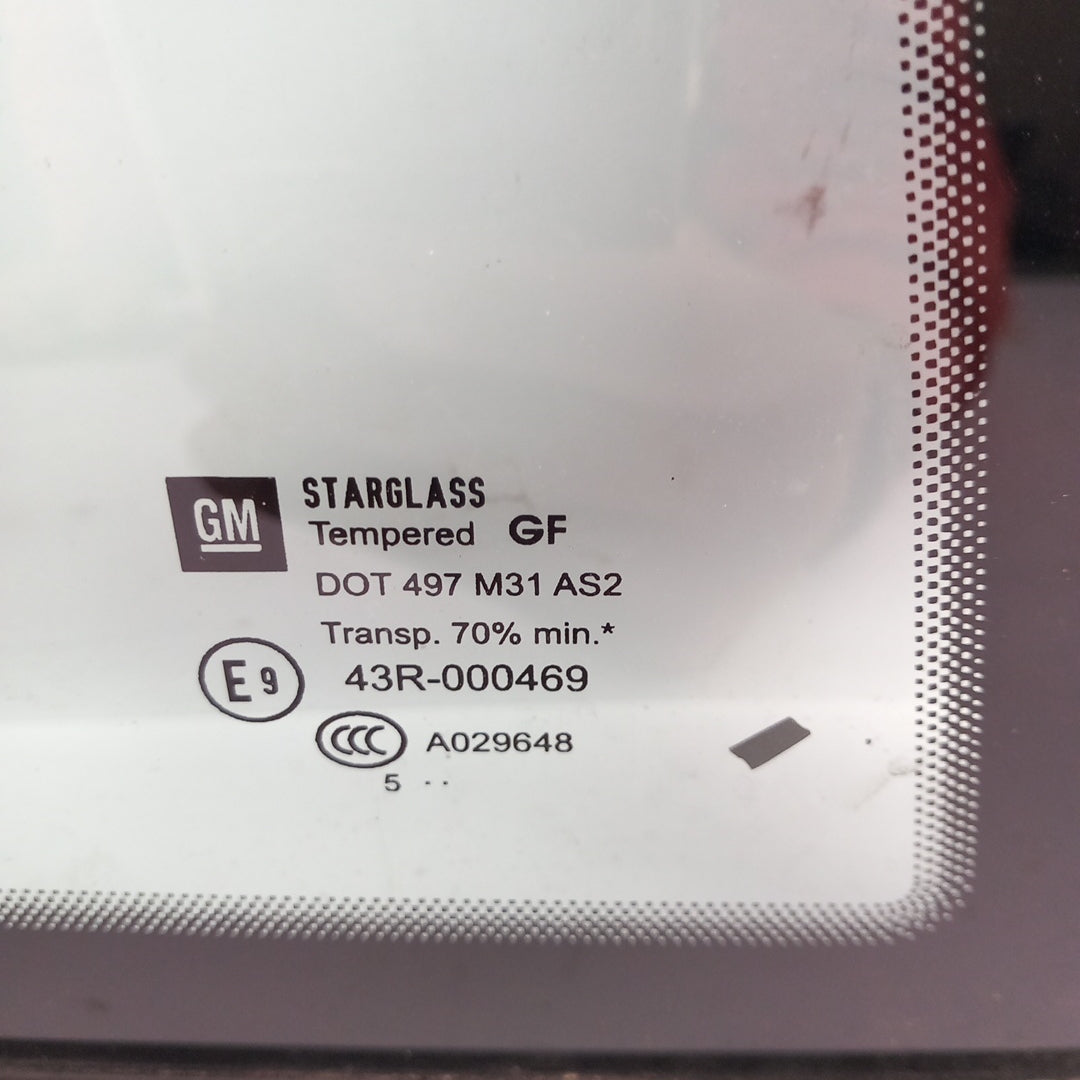 GM
STARGLASS
Tempered GF
DOT 497 M31 AS2
Transp. 70% min.*
E9 43R-000469
CCC A029648
5 ··